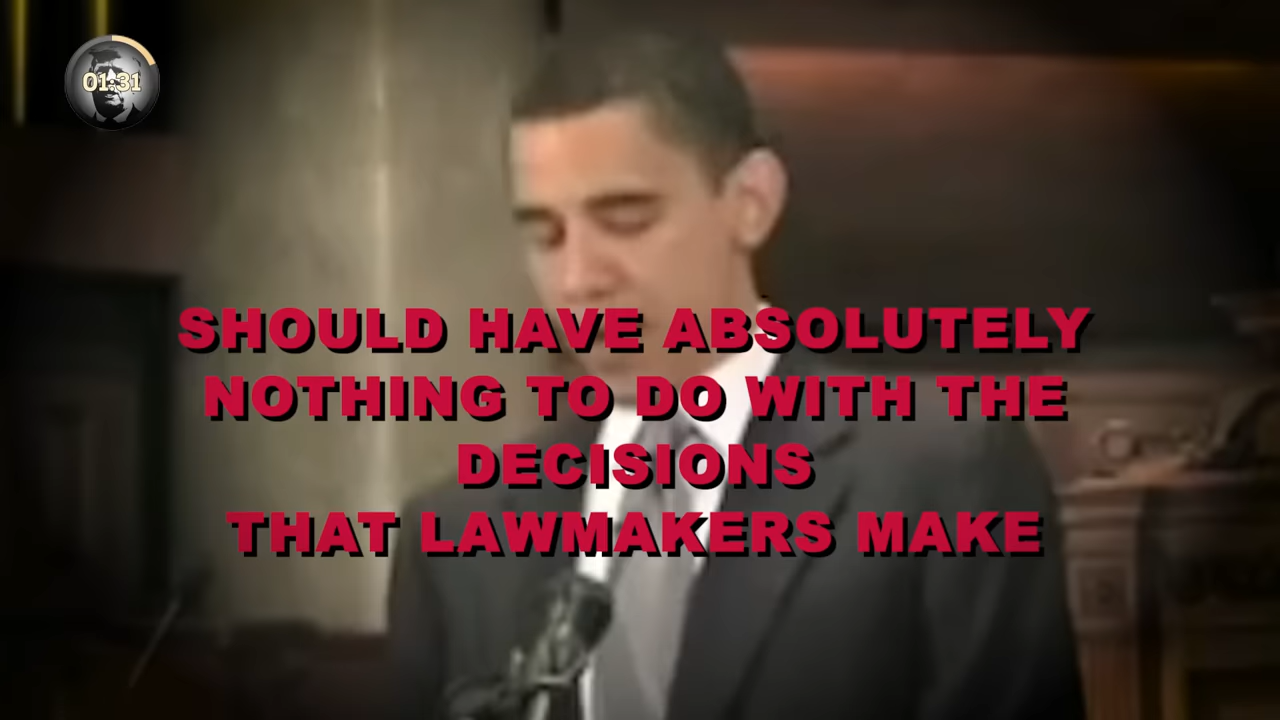 01:31
SHOULD HAVE ABSOLUTELY
NOTHING TO DO WITH THE
DECISIONS
THAT LAWMAKERS MAKE